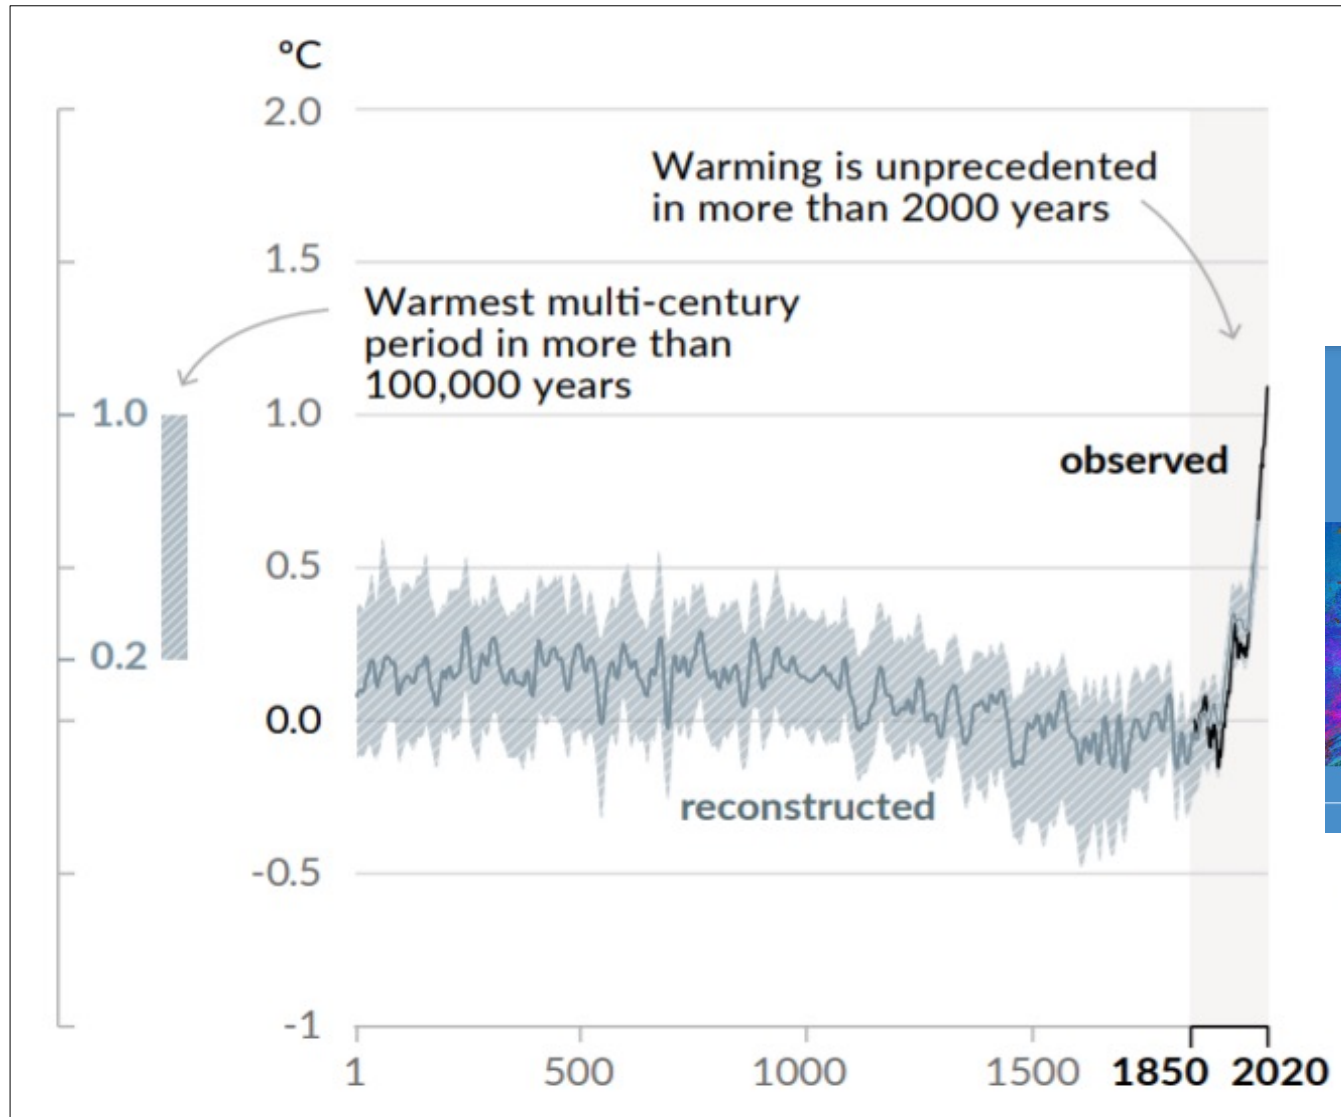 ºC
2.0
Warming is unprecedented
in more than 2000 years
1.5
Warmest multi-century
period in more than
100,000 years
1.0
1.0
observed
0.5
0.2
0.0
reconstructed
-0.5
-1
1 500 1000 1500 1850 2020